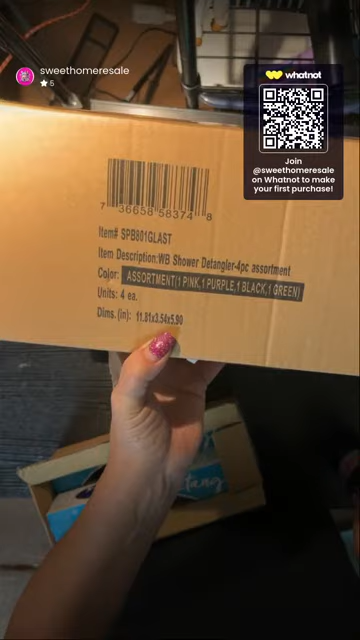 sweethomeresale
★ 5
whatnot
Join
@sweethomeresale
on Whatnot to make
your first purchase!
7 36658 58374 8
Item# SPB801GLAST
Item Description:WB Shower Detangler-4pc assortment
Color: ASSORTMENT(1 PINK,1 PURPLE,1 BLACK,1 GREEN)
Units: 4 ea.
Dims.(in): 11.81x3.54x5.90
tang